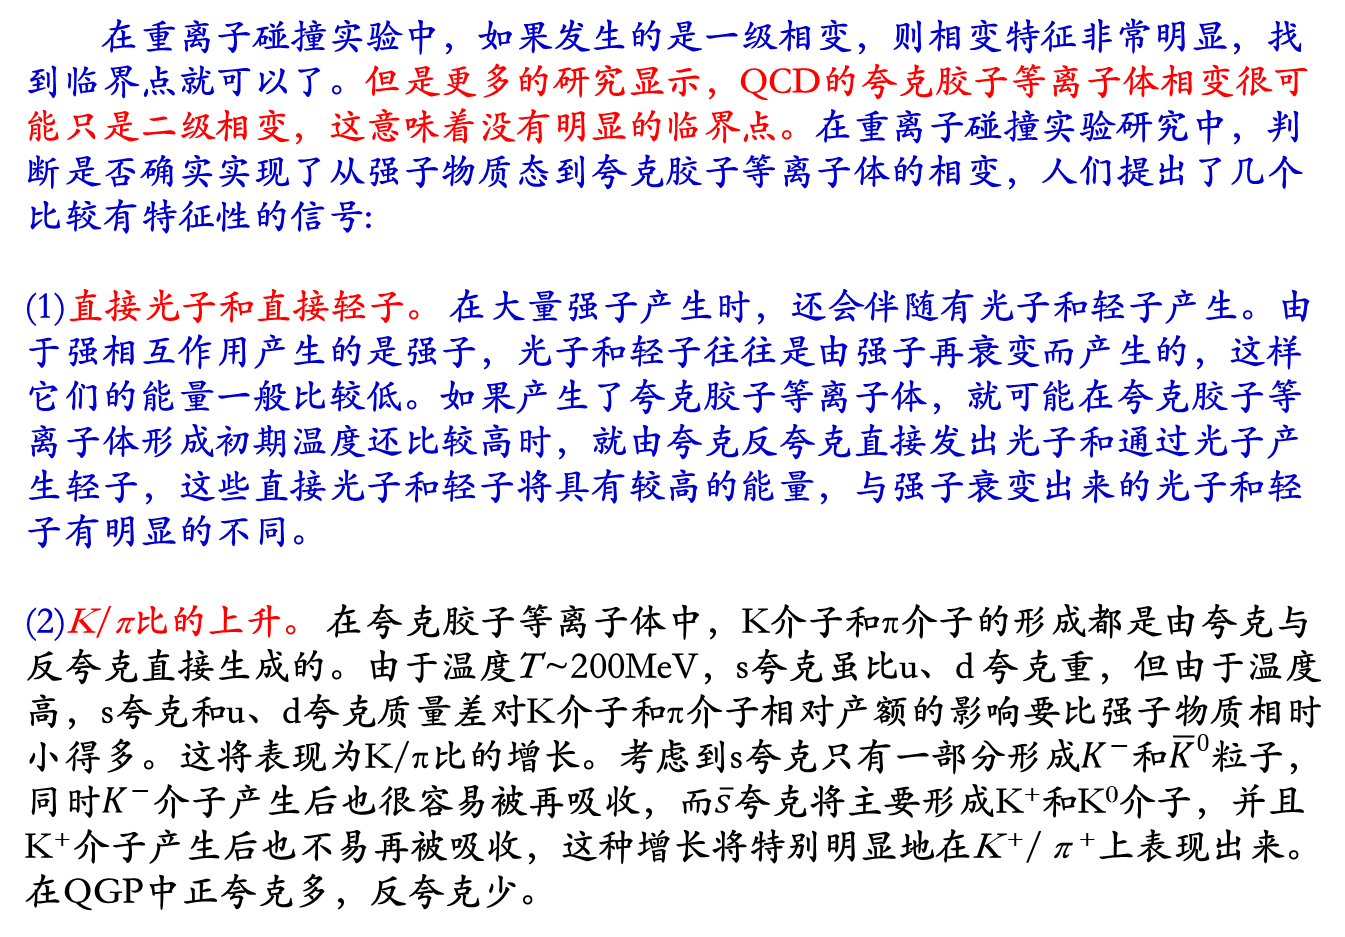 在重离子碰撞实验中，如果发生的是一级相变，则相变特征非常明显，找
到临界点就可以了。但是更多的研究显示，QCD的夸克胶子等离子体相变很可
能只是二级相变，这意味着没有明显的临界点。在重离子碰撞实验研究中，判
断是否确实实现了从强子物质态到夸克胶子等离子体的相变，人们提出了几个
比较有特征性的信号:
(1)直接光子和直接轻子。在大量强子产生时，还会伴随有光子和轻子产生。由
于强相互作用产生的是强子，光子和轻子往往是由强子再衰变而产生的，这样
它们的能量一般比较低。如果产生了夸克胶子等离子体，就可能在夸克胶子等
离子体形成初期温度还比较高时，就由夸克反夸克直接发出光子和通过光子产
生轻子，这些直接光子和轻子将具有较高的能量，与强子衰变出来的光子和轻
子有明显的不同。
(2)K/π比的上升。在夸克胶子等离子体中，K介子和π介子的形成都是由夸克与
反夸克直接生成的。由于温度T~200MeV，s夸克虽比u、d夸克重，但由于温度
高，s夸克和u、d夸克质量差对K介子和π介子相对产额的影响要比强子物质相时
小得多。这将表现为K/π比的增长。考虑到s夸克只有一部分形成K⁻和K̅⁰粒子，
同时K⁻介子产生后也很容易被再吸收，而s̅夸克将主要形成K⁺和K⁰介子，并且
K⁺介子产生后也不易再被吸收，这种增长将特别明显地在K⁺/π⁺上表现出来。
在QGP中正夸克多，反夸克少。